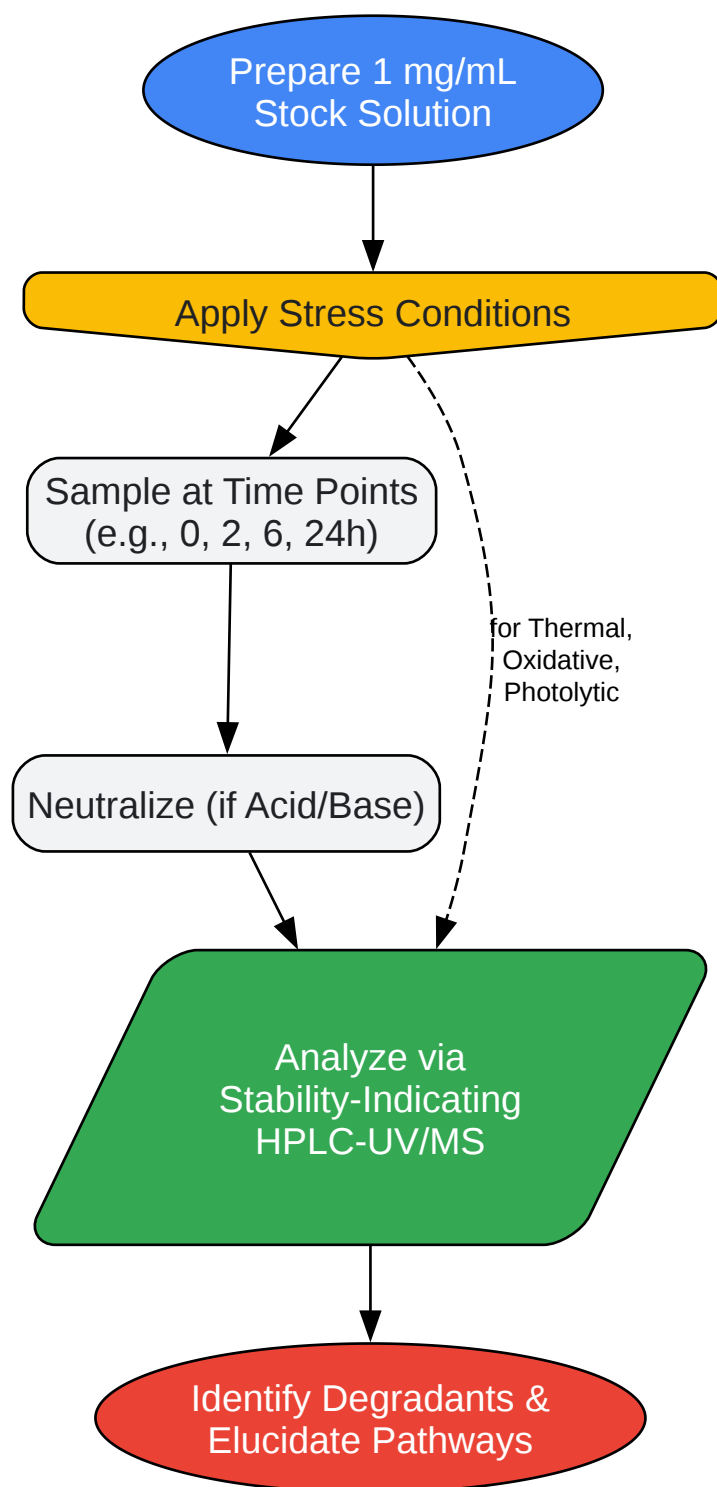 Prepare 1 mg/mL
Stock Solution
Apply Stress Conditions
Sample at Time Points
(e.g., 0, 2, 6, 24h)
for Thermal,
Oxidative,
Photolytic
Neutralize (if Acid/Base)
Analyze via
Stability-Indicating
HPLC-UV/MS
Identify Degradants &
Elucidate Pathways